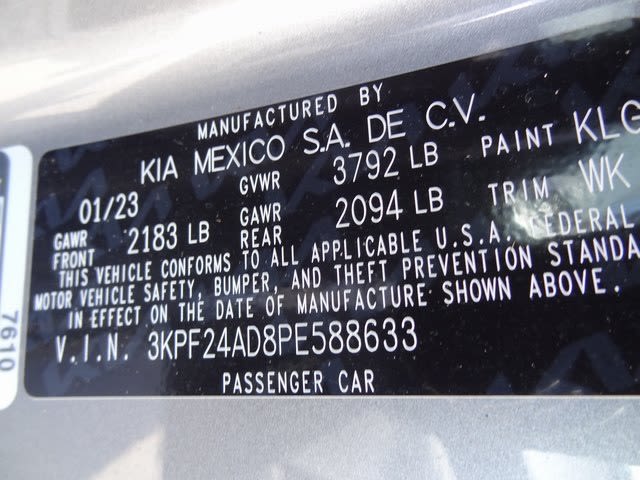 MANUFACTURED BY
KIA MEXICO S.A. DE C.V.
01/23 GVWR 3792 LB PAINT KLG
GAWR FRONT 2183 LB GAWR REAR 2094 LB TRIM WK
THIS VEHICLE CONFORMS TO ALL APPLICABLE U.S.A. FEDERAL
MOTOR VEHICLE SAFETY, BUMPER, AND THEFT PREVENTION STANDA
IN EFFECT ON THE DATE OF MANUFACTURE SHOWN ABOVE.
V.I.N. 3KPF24AD8PE588633
PASSENGER CAR
7610